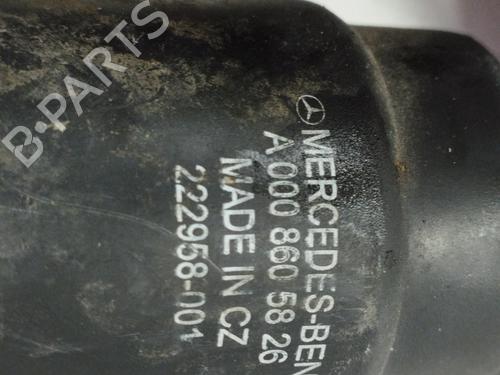 MERCEDES-BEN
A 000 860 58 26
MADE IN CZ
222958-001
B-PARTS